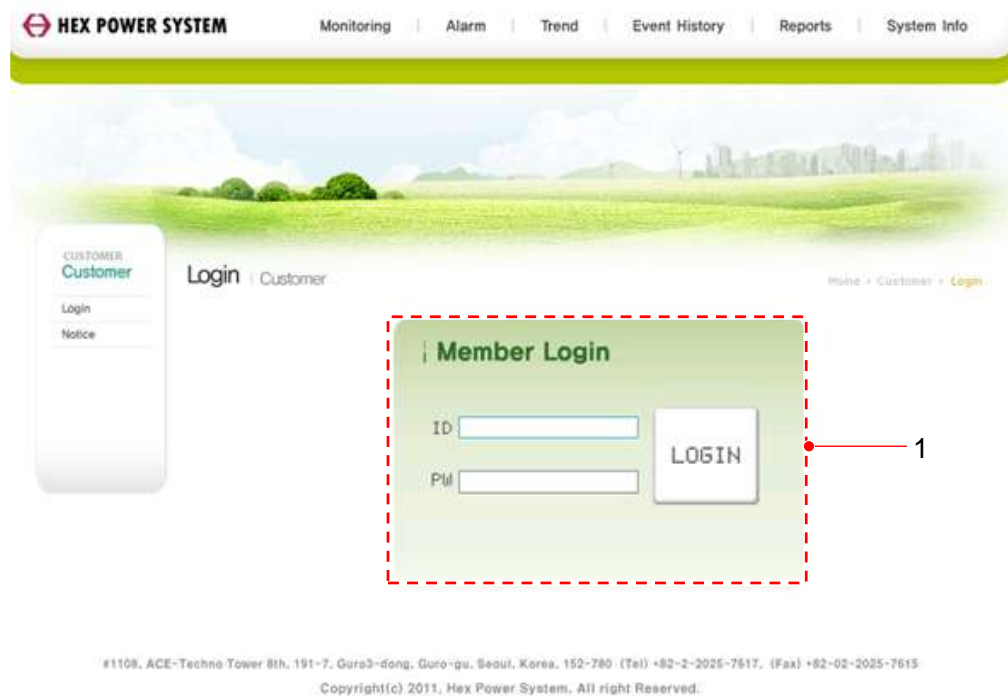 HEX POWER SYSTEM
Monitoring Alarm Trend Event History Reports System Info
CUSTOMER
Customer
Login
Notice
Login Customer
Home > Customer > Login
Member Login
ID
PW
LOGIN
1
#1108, ACE-Techno Tower 8th, 191-7, Guro3-dong, Guro-gu, Seoul, Korea, 152-780 (Tel) +82-2-2025-7617, (Fax) +82-02-2025-7615
Copyright(c) 2011, Hex Power System, All right Reserved.